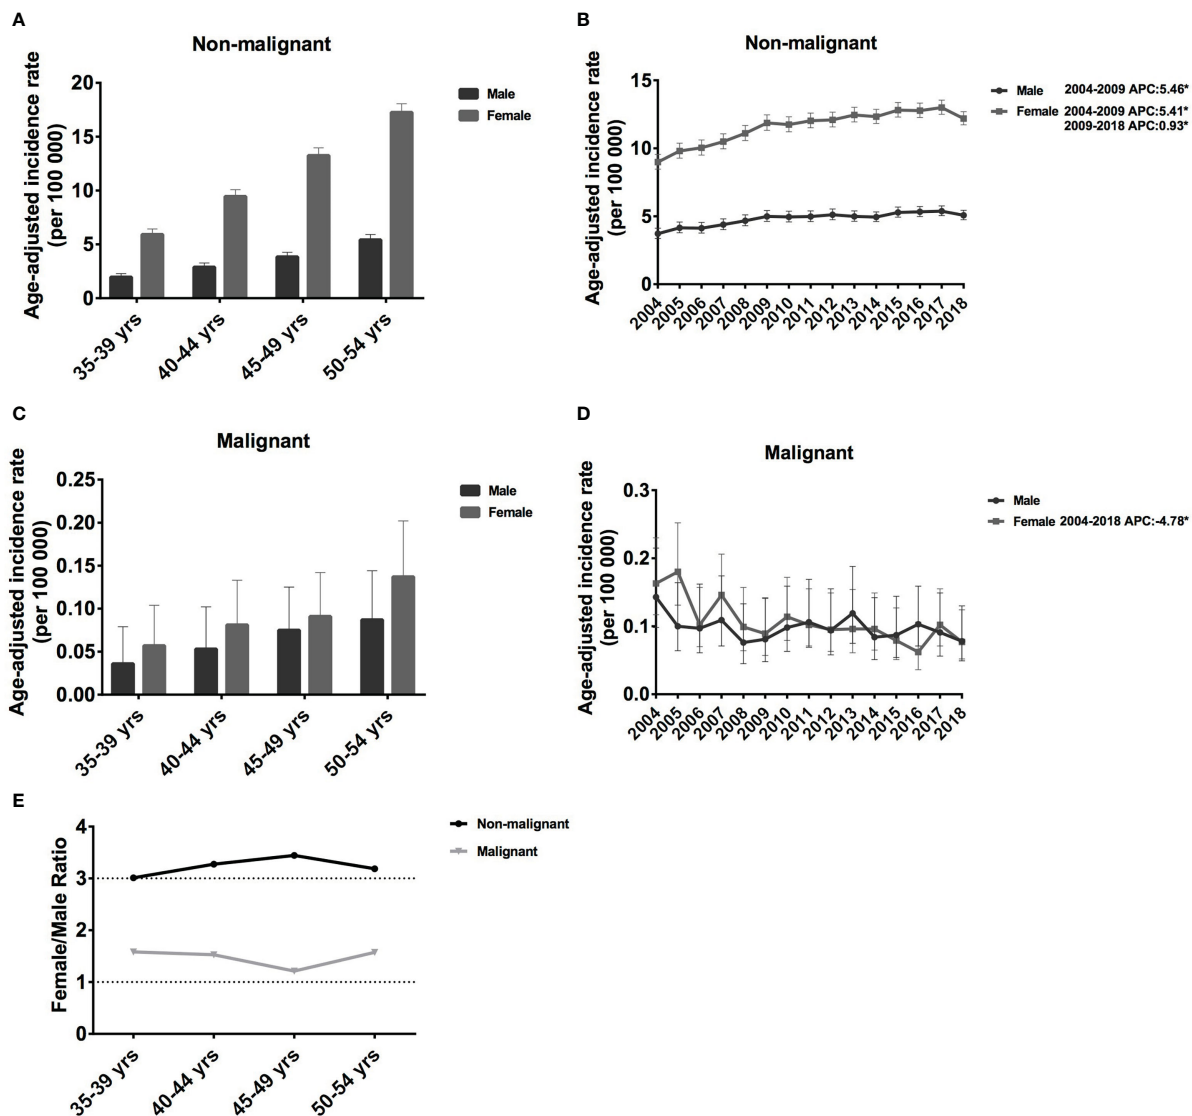 A
Non-malignant
Age-adjusted incidence rate
(per 100 000)
20
15
10
5
0
35-39 yrs
40-44 yrs
45-49 yrs
50-54 yrs
Male
Female
B
Non-malignant
Age-adjusted incidence rate
(per 100 000)
15
10
5
0
2004
2005
2006
2007
2008
2009
2010
2011
2012
2013
2014
2015
2016
2017
2018
Male 2004-2009 APC:5.46*
Female 2004-2009 APC:5.41*
2009-2018 APC:0.93*
C
Malignant
Age-adjusted incidence rate
(per 100 000)
0.25
0.20
0.15
0.10
0.05
0.00
35-39 yrs
40-44 yrs
45-49 yrs
50-54 yrs
Male
Female
D
Malignant
Age-adjusted incidence rate
(per 100 000)
0.3
0.2
0.1
0.0
2004
2005
2006
2007
2008
2009
2010
2011
2012
2013
2014
2015
2016
2017
2018
Male
Female 2004-2018 APC:-4.78*
E
Female/Male Ratio
4
3
2
1
0
35-39 yrs
40-44 yrs
45-49 yrs
50-54 yrs
Non-malignant
Malignant